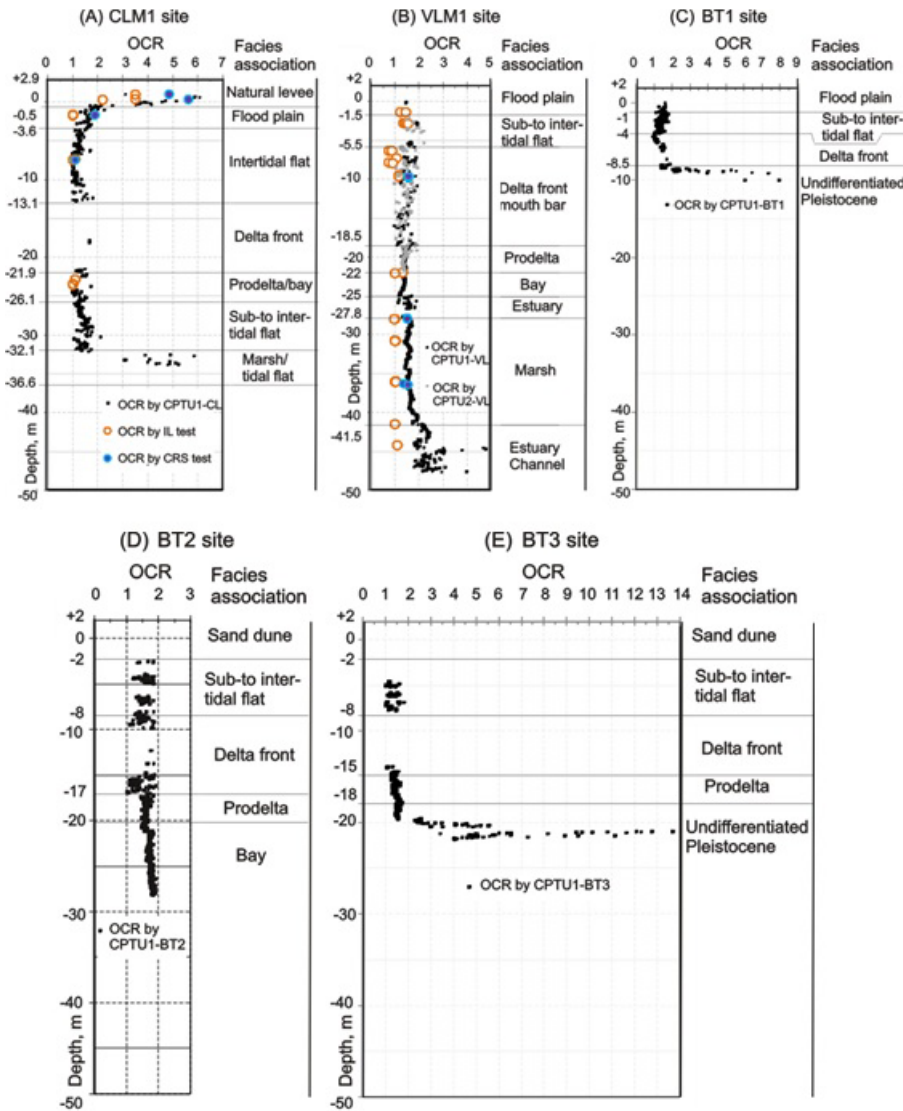 (A) CLM1 site
OCR
Facies
association
0 1 2 3 4 5 6 7
+2.9
0
-0.5
-3.6
-10
-13.1
-20
-21.9
-26.1
-30
-32.1
-36.6
-40
-50
Depth, m
Natural levee
Flood plain
Intertidal flat
Delta front
Prodelta/bay
Sub-to inter-
tidal flat
Marsh/
tidal flat
OCR by CPTU1-CL
OCR by IL test
OCR by CRS test
(B) VLM1 site
OCR
Facies
association
0 1 2 3 4 5
+2
0
-1.5
-5.5
-10
-18.5
-20
-22
-25
-27.8
-30
-40
-41.5
-50
Depth, m
Flood plain
Sub-to inter-
tidal flat
Delta front
mouth bar
Prodelta
Bay
Estuary
Marsh
Estuary
Channel
OCR by
CPTU1-VL
OCR by
CPTU2-VL
(C) BT1 site
OCR
Facies
association
0 1 2 3 4 5 6 7 8 9
+2
0
-1
-4
-8.5
-10
-20
-30
-40
-50
Depth, m
Flood plain
Sub-to inter-
tidal flat
Delta front
Undifferentiated
Pleistocene
OCR by CPTU1-BT1
(D) BT2 site
OCR
Facies
association
0 1 2 3
+2
0
-2
-8
-10
-17
-20
-30
-40
-50
Depth, m
Sand dune
Sub-to inter-
tidal flat
Delta front
Prodelta
Bay
OCR by
CPTU1-BT2
(E) BT3 site
OCR
Facies
association
0 1 2 3 4 5 6 7 8 9 10 11 12 13 14
+2
0
-2
-8
-10
-15
-18
-20
-30
-40
-50
Depth, m
Sand dune
Sub-to inter-
tidal flat
Delta front
Prodelta
Undifferentiated
Pleistocene
OCR by CPTU1-BT3